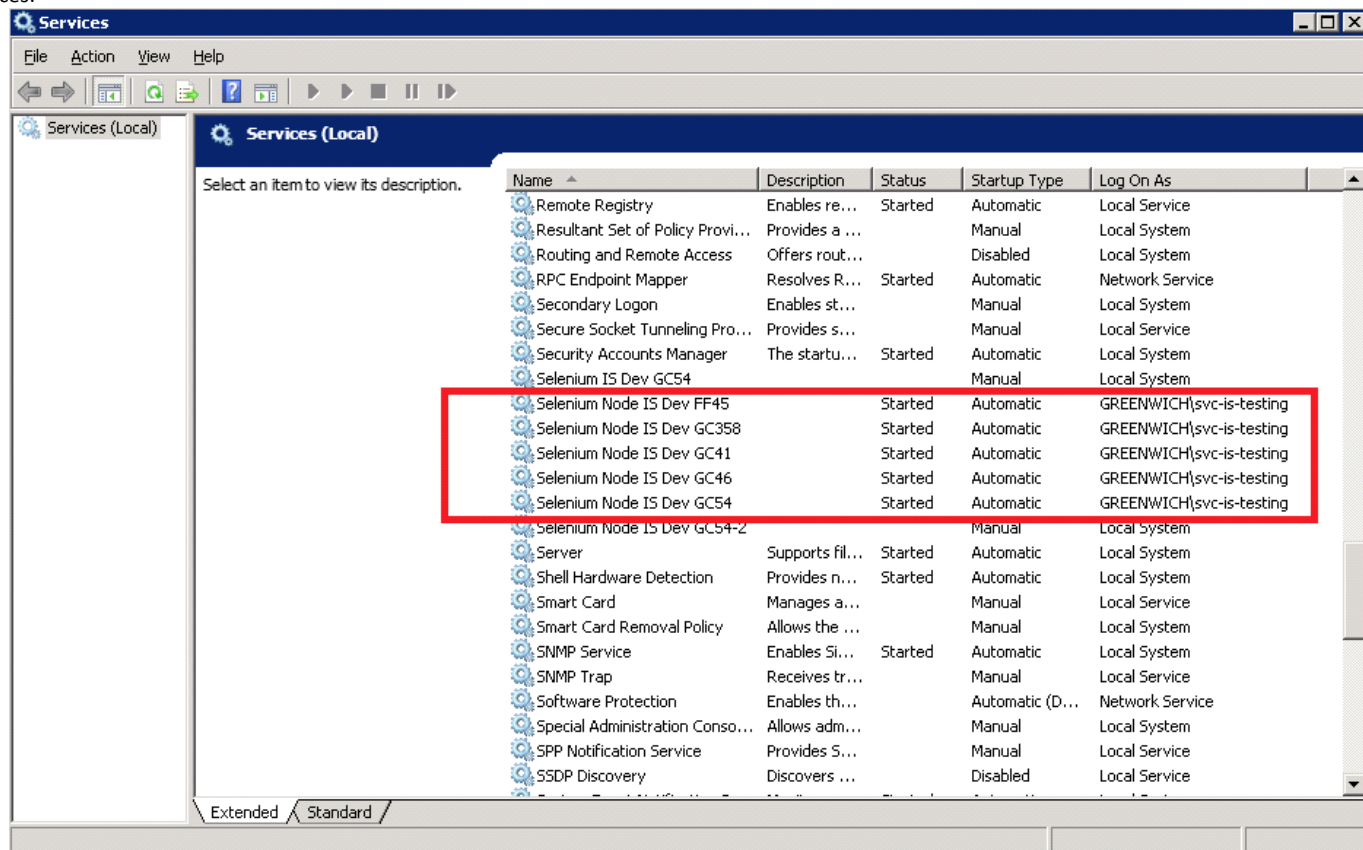 Services
File Action View Help
Services (Local)
Services (Local)
Select an item to view its description.
Name Description Status Startup Type Log On As
Remote Registry Enables re... Started Automatic Local Service
Resultant Set of Policy Provi... Provides a ... Manual Local System
Routing and Remote Access Offers rout... Disabled Local System
RPC Endpoint Mapper Resolves R... Started Automatic Network Service
Secondary Logon Enables st... Manual Local System
Secure Socket Tunneling Pro... Provides s... Manual Local Service
Security Accounts Manager The startu... Started Automatic Local System
Selenium IS Dev GC54 Manual Local System
Selenium Node IS Dev FF45 Started Automatic GREENWICH\svc-is-testing
Selenium Node IS Dev GC358 Started Automatic GREENWICH\svc-is-testing
Selenium Node IS Dev GC41 Started Automatic GREENWICH\svc-is-testing
Selenium Node IS Dev GC46 Started Automatic GREENWICH\svc-is-testing
Selenium Node IS Dev GC54 Started Automatic GREENWICH\svc-is-testing
Selenium Node IS Dev GC54-2 Manual Local System
Server Supports fil... Started Automatic Local System
Shell Hardware Detection Provides n... Started Automatic Local System
Smart Card Manages a... Manual Local Service
Smart Card Removal Policy Allows the ... Manual Local System
SNMP Service Enables Si... Started Automatic Local System
SNMP Trap Receives tr... Manual Local Service
Software Protection Enables th... Automatic (D... Network Service
Special Administration Conso... Allows adm... Manual Local System
SPP Notification Service Provides S... Manual Local Service
SSDP Discovery Discovers ... Disabled Local Service
Extended Standard